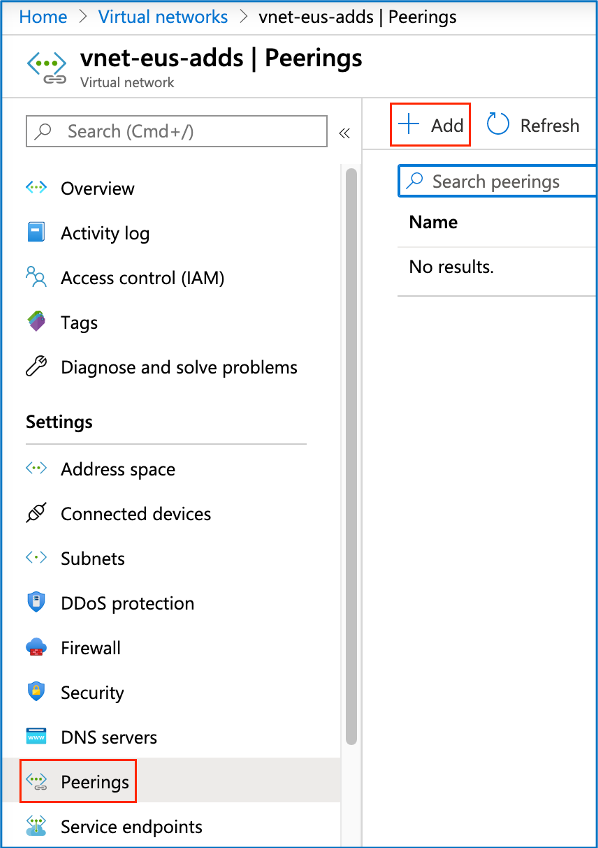 Home > Virtual networks > vnet-eus-adds | Peerings
vnet-eus-adds | Peerings
Virtual network
Search (Cmd+/)
«
Add
Refresh
Search peerings
Name
No results.
Overview
Activity log
Access control (IAM)
Tags
Diagnose and solve problems
Settings
Address space
Connected devices
Subnets
DDoS protection
Firewall
Security
DNS servers
Peerings
Service endpoints